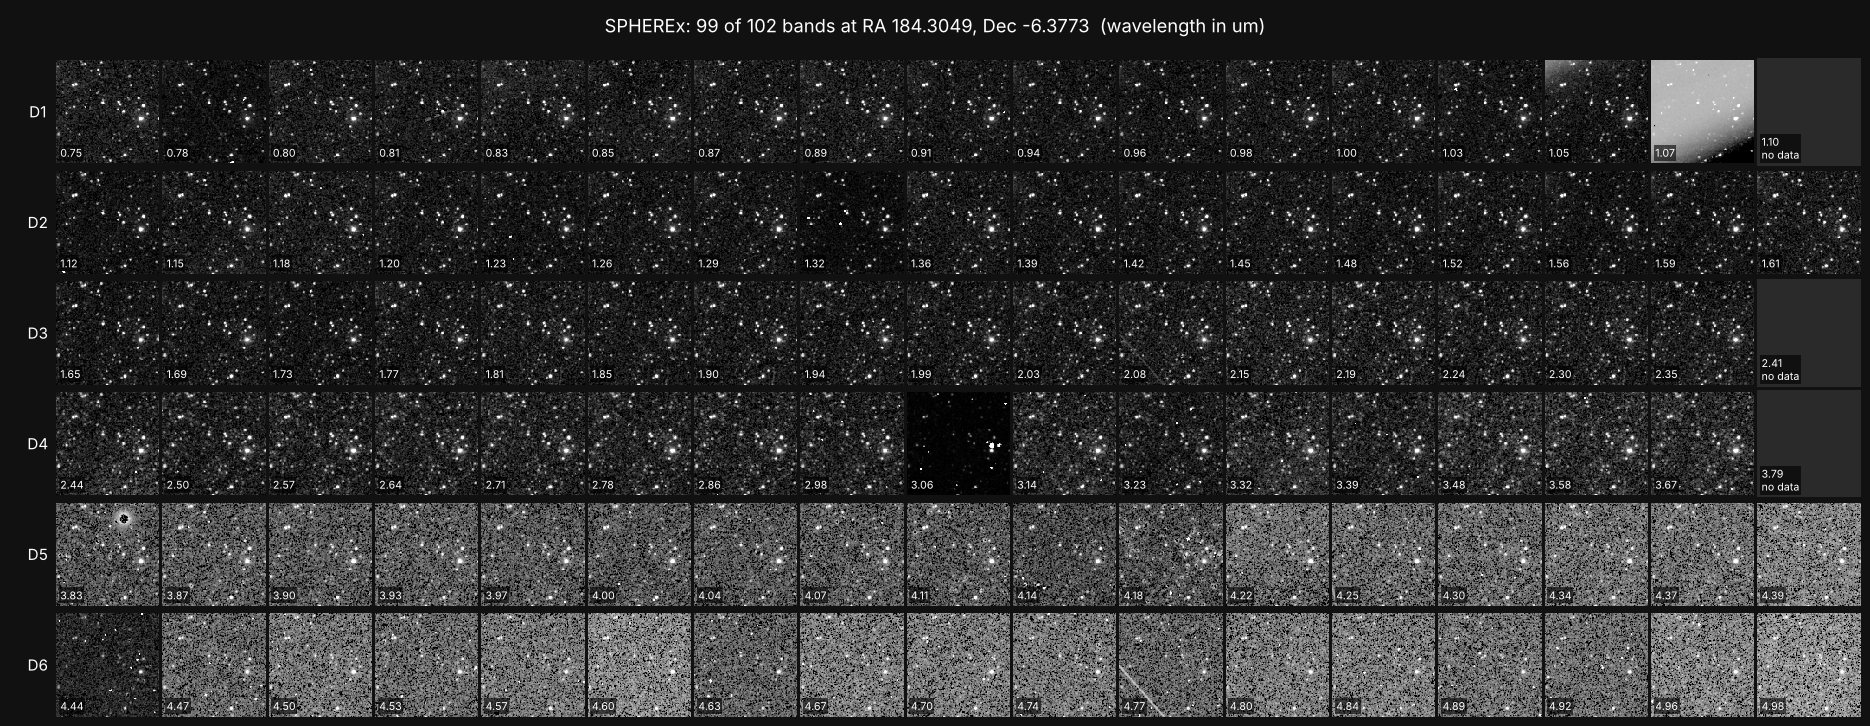 SPHEREx: 99 of 102 bands at RA 184.3049, Dec -6.3773 (wavelength in um)
D1
0.75 0.78 0.80 0.81 0.83 0.85 0.87 0.89 0.91 0.94 0.96 0.98 1.00 1.03 1.05 1.07 1.10
no data
D2
1.12 1.15 1.18 1.20 1.23 1.26 1.29 1.32 1.36 1.39 1.42 1.45 1.48 1.52 1.56 1.59 1.61
D3
1.65 1.69 1.73 1.77 1.81 1.85 1.90 1.94 1.99 2.03 2.08 2.15 2.19 2.24 2.30 2.35 2.41
no data
D4
2.44 2.50 2.57 2.64 2.71 2.78 2.86 2.98 3.06 3.14 3.23 3.32 3.39 3.48 3.58 3.67 3.79
no data
D5
3.83 3.87 3.90 3.93 3.97 4.00 4.04 4.07 4.11 4.14 4.18 4.22 4.25 4.30 4.34 4.37 4.39
D6
4.44 4.47 4.50 4.53 4.57 4.60 4.63 4.67 4.70 4.74 4.77 4.80 4.84 4.89 4.92 4.96 4.98